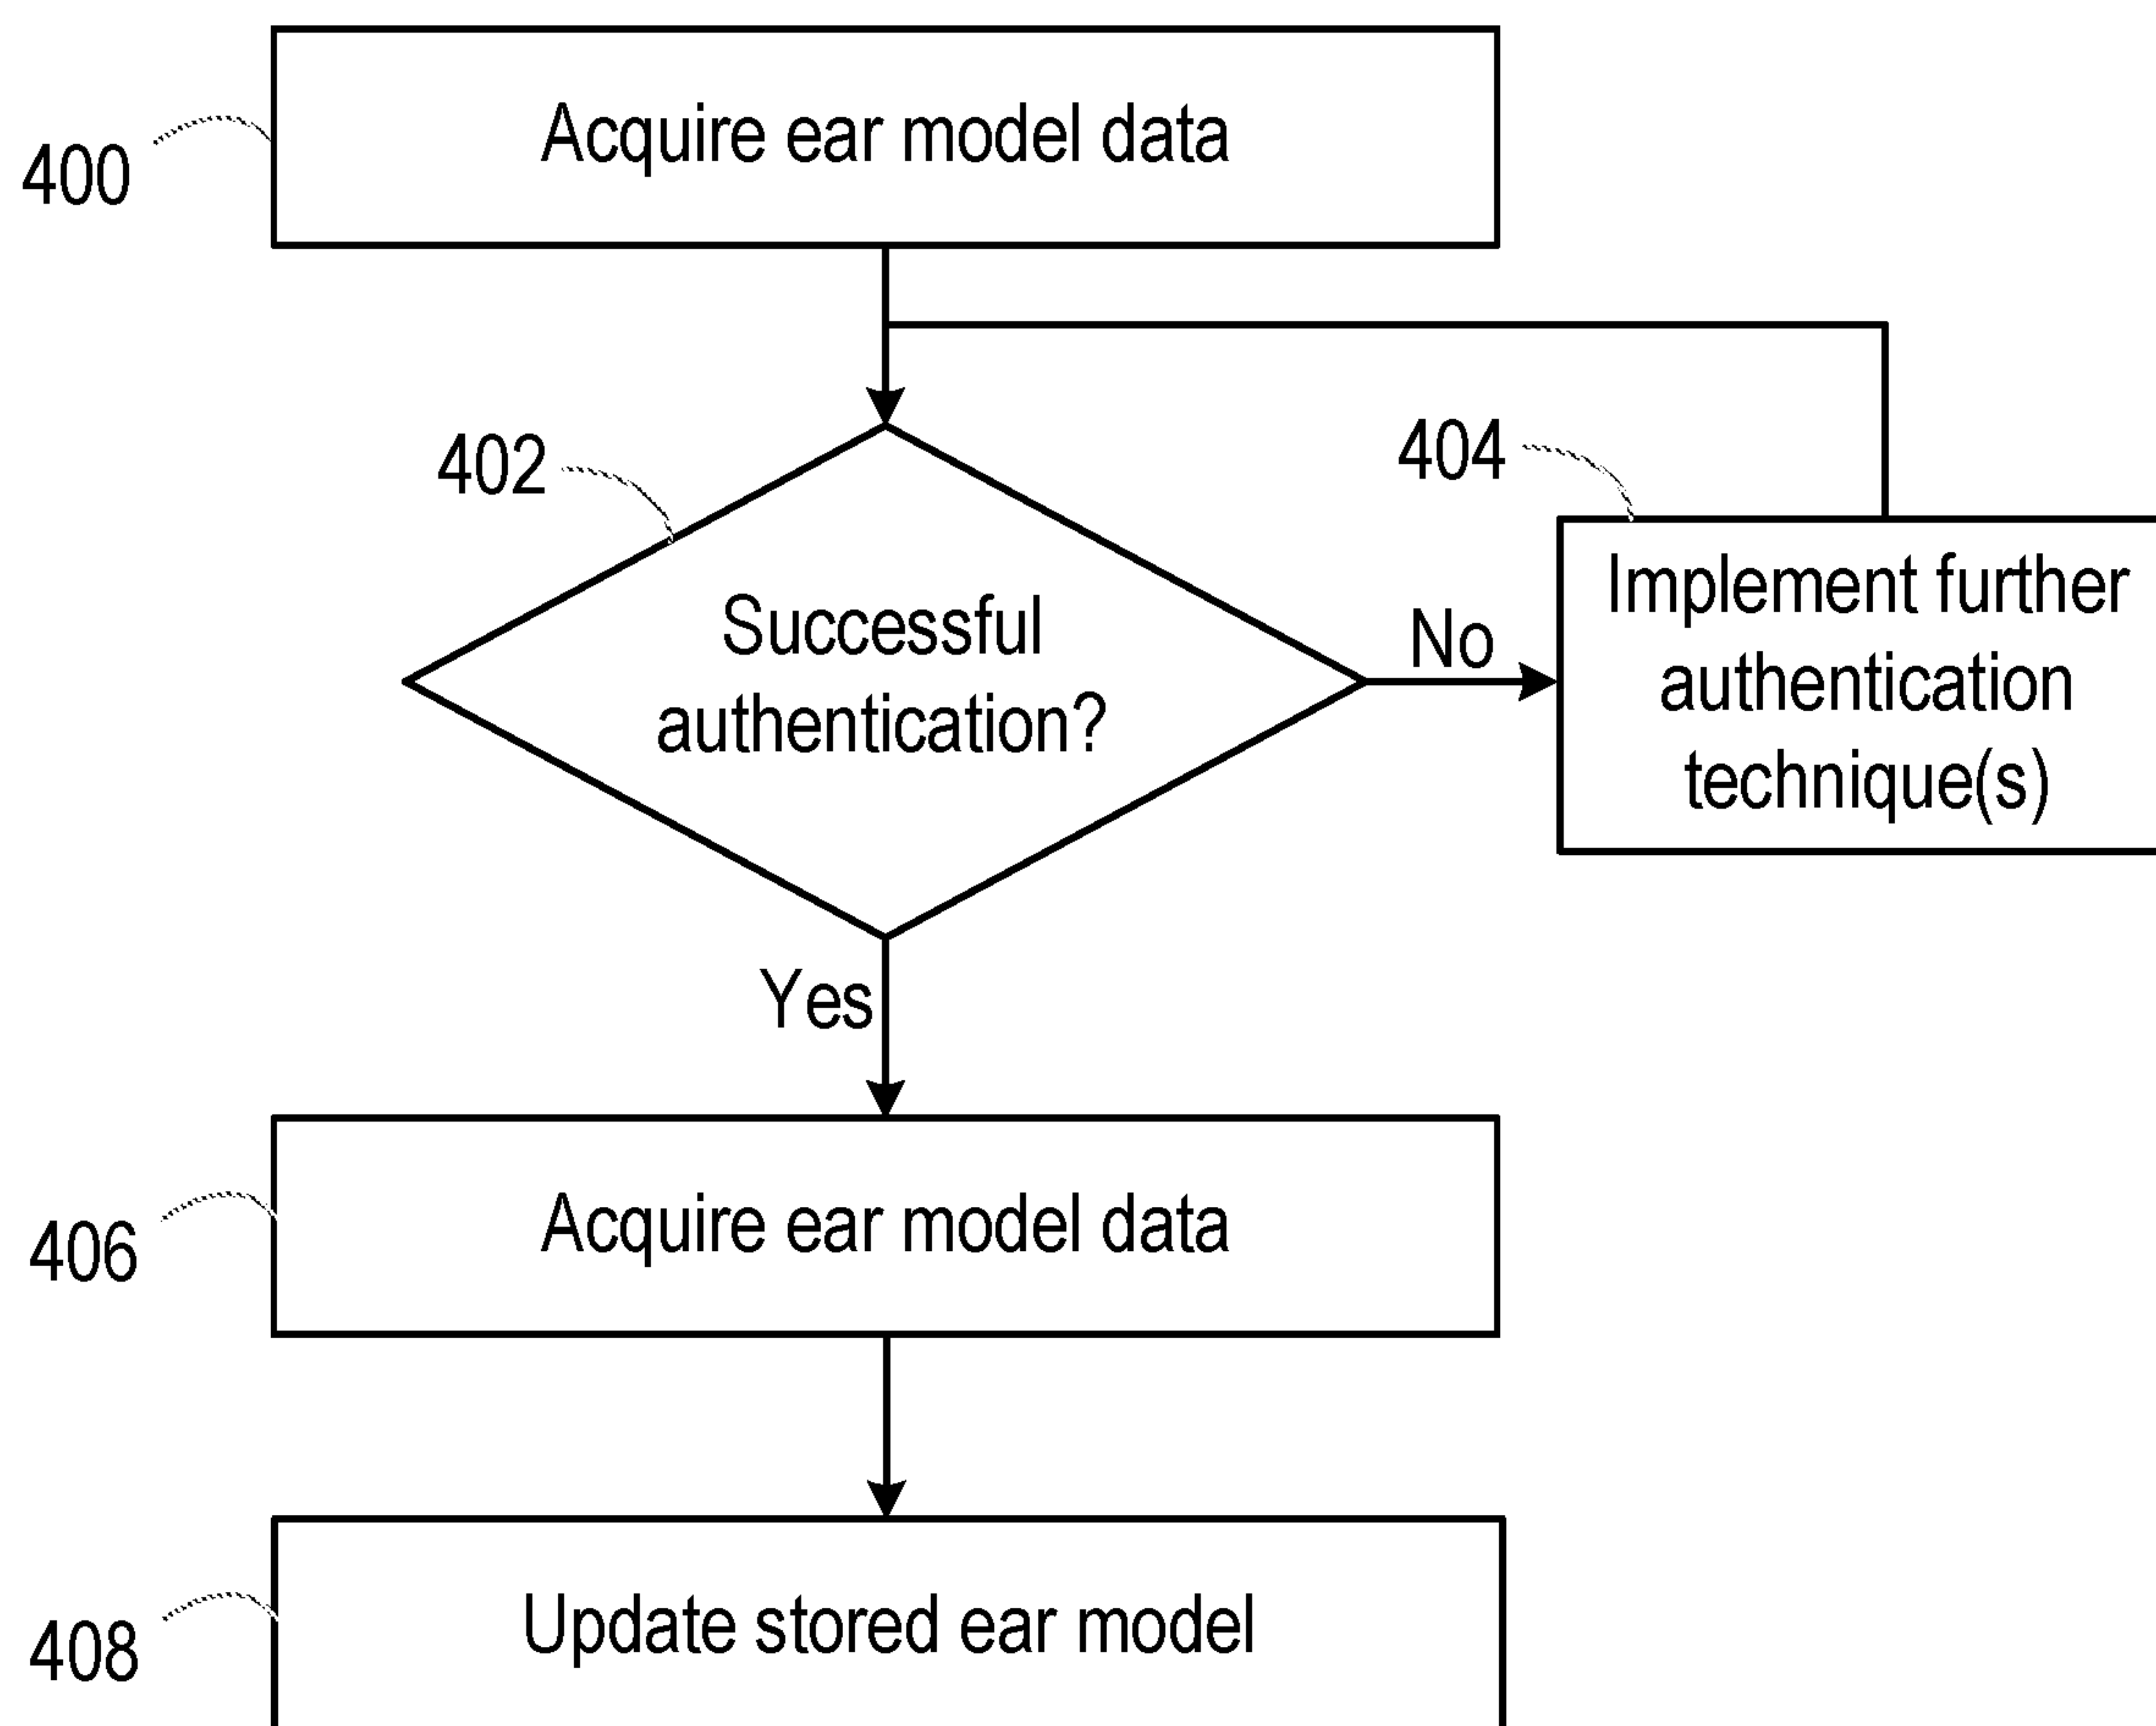 Acquire ear model data
400
402
404
Successful
authentication?
No
Implement further
authentication
technique(s)
Yes
Acquire ear model data
406
Update stored ear model
408